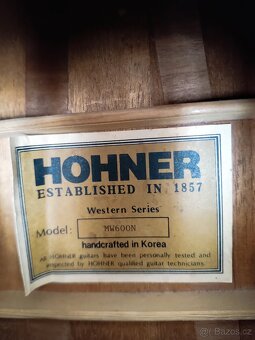 HOHNER
ESTABLISHED IN 1857
Western Series
Model: MW600N
handcrafted in Korea
All HOHNER guitars have been personally tested and
inspected by HOHNER qualified guitar technicians.
Bazoš.cz